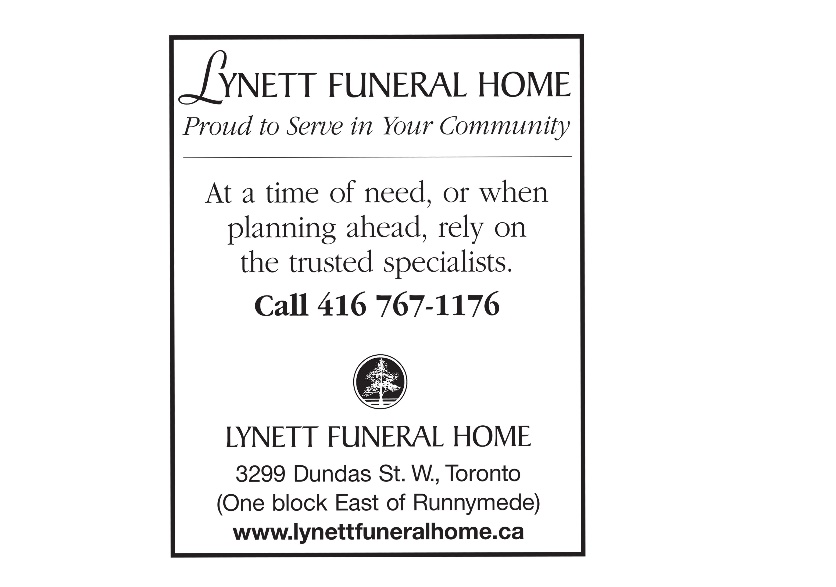 LYNETT FUNERAL HOME
Proud to Serve in Your Community
At a time of need, or when
planning ahead, rely on
the trusted specialists.
Call 416 767-1176
LYNETT FUNERAL HOME
3299 Dundas St. W., Toronto
(One block East of Runnymede)
www.lynettfuneralhome.ca